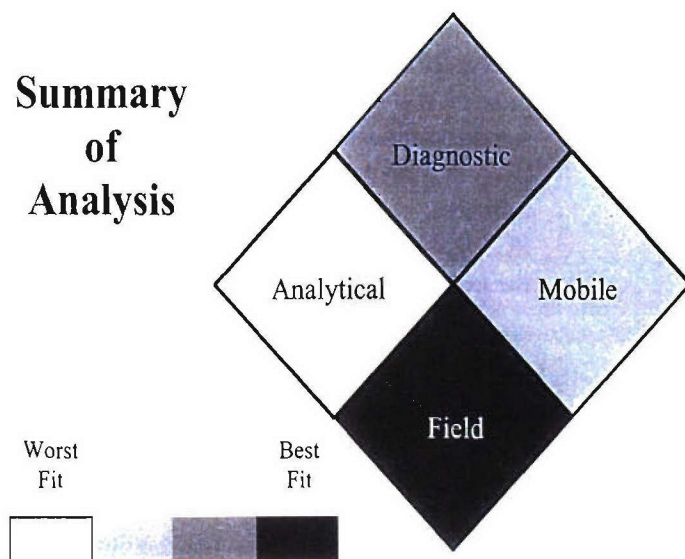 Summary
of
Analysis
Diagnostic
Analytical
Mobile
Field
Worst
Fit
Best
Fit